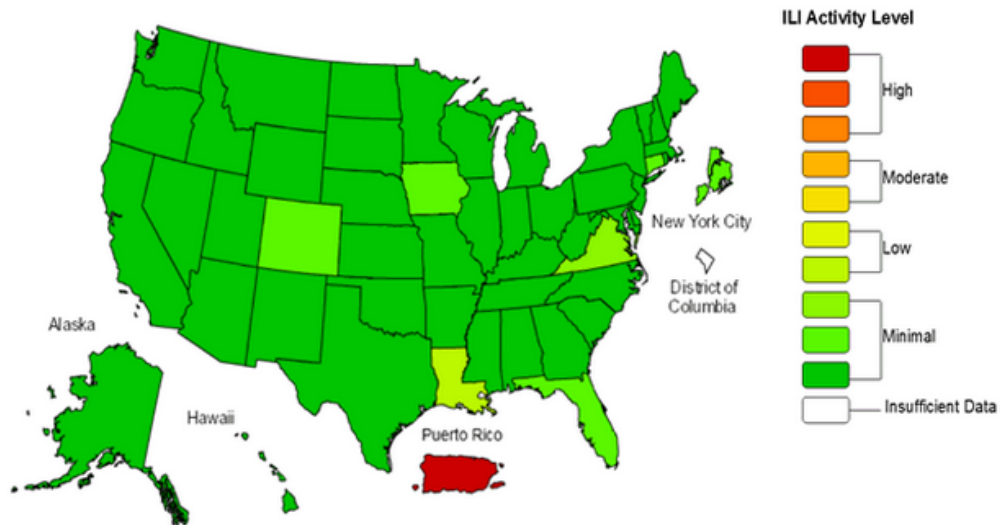 ILI Activity Level
High
Moderate
Low
Minimal
Insufficient Data
New York City
District of
Columbia
Alaska
Hawaii
Puerto Rico